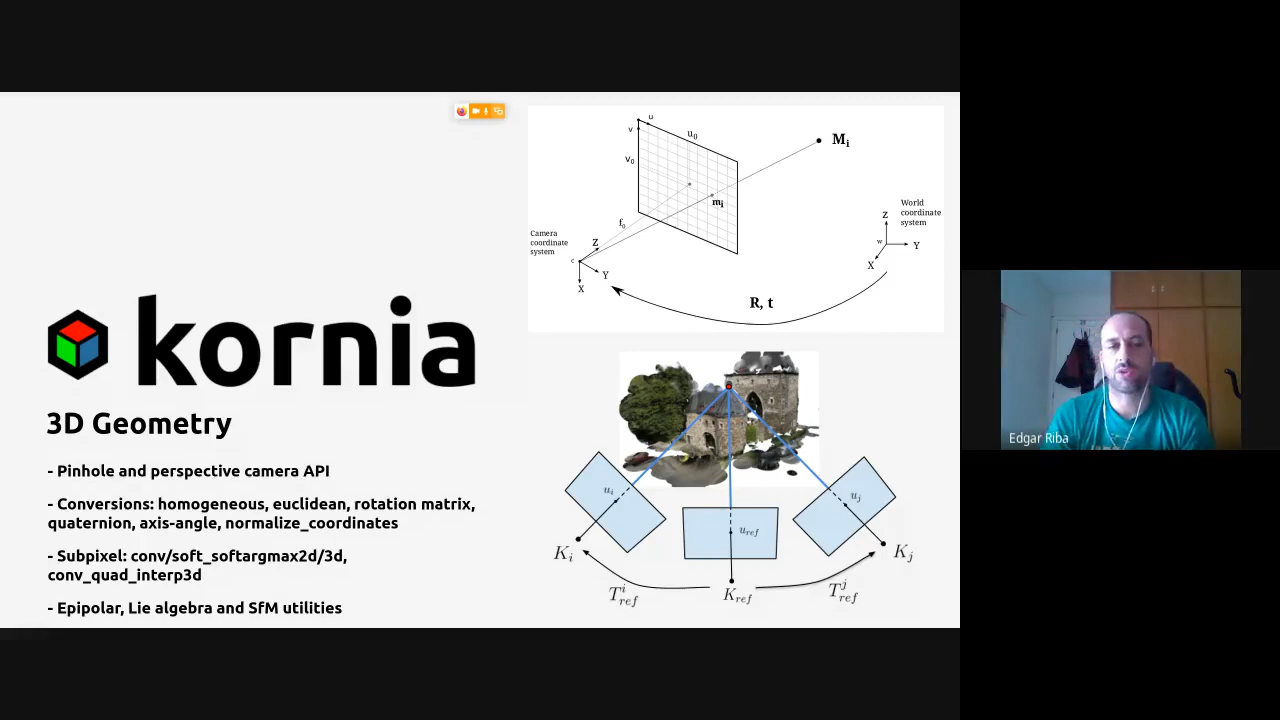 kornia
3D Geometry
- Pinhole and perspective camera API
- Conversions: homogeneous, euclidean, rotation matrix,
quaternion, axis-angle, normalize_coordinates
- Subpixel: conv/soft_softargmax2d/3d,
conv_quad_interp3d
- Epipolar, Lie algebra and SfM utilities
u
v
u0
v0
Mi
mi
f0
Camera
coordinate
system
Z
c
Y
X
World
coordinate
system
Z
w
Y
X
R, t
ui
uref
uj
Ki
Kref
Kj
T^i_ref
T^j_ref
Edgar Riba